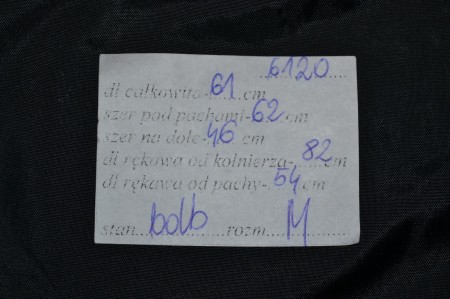 6120
dł całkowita-61 cm
szer pod pachami-62 cm
szer na dole-46 cm
dł rękawa od kołnierza-82 cm
dł rękawa od pachy-54 cm
stan bdb rozm M